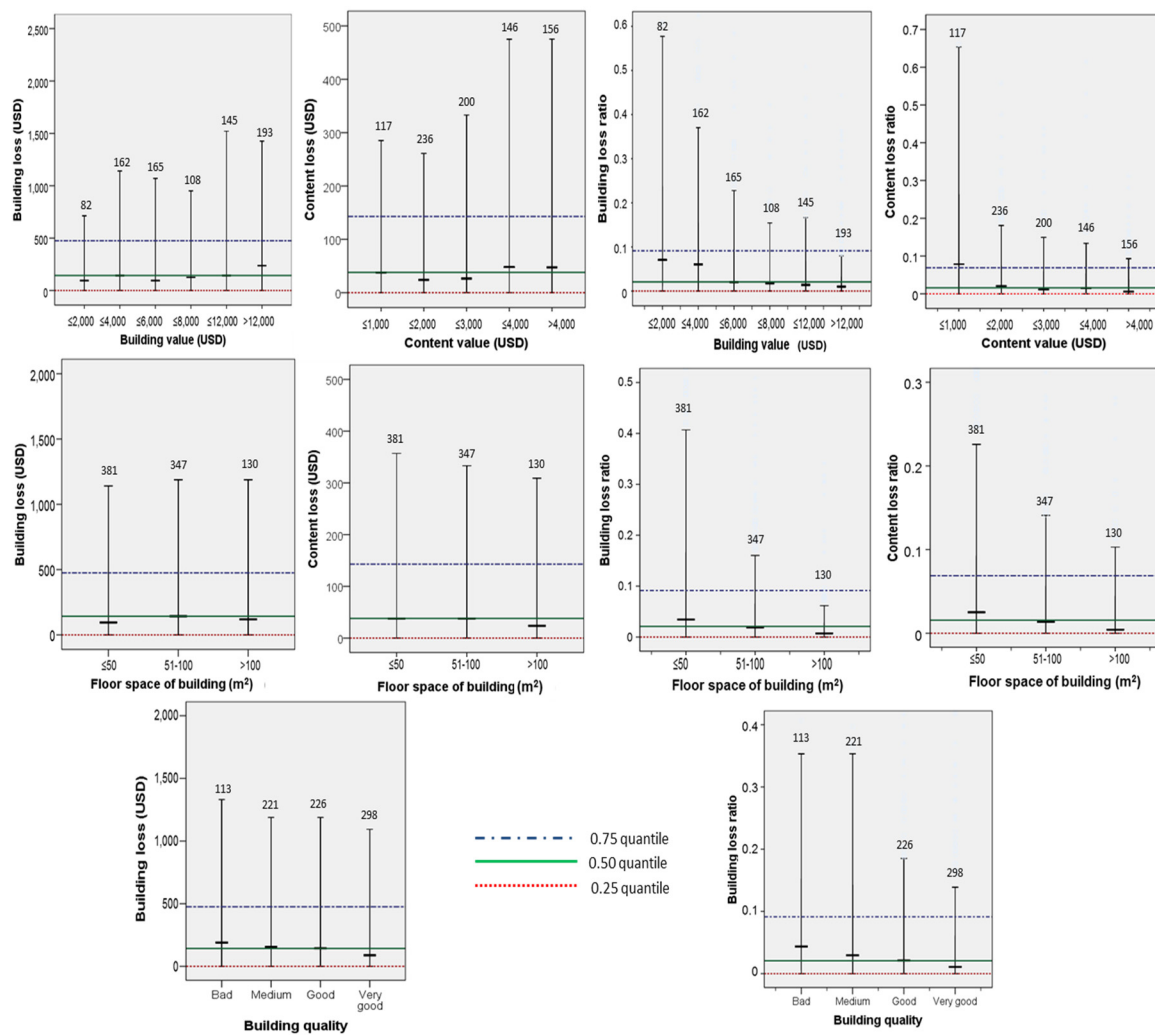 2,500
2,000
1,500
1,000
500
0
Building loss (USD)
82
162
165
108
145
193
≤2,000 ≤4,000 ≤6,000 ≤8,000 ≤12,000 >12,000
Building value (USD)
500
400
300
200
100
0
Content loss (USD)
117
236
200
146
156
≤1,000 ≤2,000 ≤3,000 ≤4,000 >4,000
Content value (USD)
0.6
0.5
0.4
0.3
0.2
0.1
0
Building loss ratio
82
162
165
108
145
193
≤2,000 ≤4,000 ≤6,000 ≤8,000 ≤12,000 >12,000
Building value (USD)
0.7
0.6
0.5
0.4
0.3
0.2
0.1
0
Content loss ratio
117
236
200
146
156
≤1,000 ≤2,000 ≤3,000 ≤4,000 >4,000
Content value (USD)
2,000
1,500
1,000
500
0
Building loss (USD)
381
347
130
≤50 51-100 >100
Floor space of building (m²)
500
400
300
200
100
0
Content loss (USD)
381
347
130
≤50 51-100 >100
Floor space of building (m²)
0.5
0.4
0.3
0.2
0.1
0
Building loss ratio
381
347
130
≤50 51-100 >100
Floor space of building (m²)
0.3
0.2
0.1
0
Content loss ratio
381
347
130
≤50 51-100 >100
Floor space of building (m²)
2,000
1,500
1,000
500
0
Building loss (USD)
113
221
226
298
Bad Medium Good Very
good
Building quality
0.75 quantile
0.50 quantile
0.25 quantile
0.4
0.3
0.2
0.1
0
Building loss ratio
113
221
226
298
Bad Medium Good Very good
Building quality